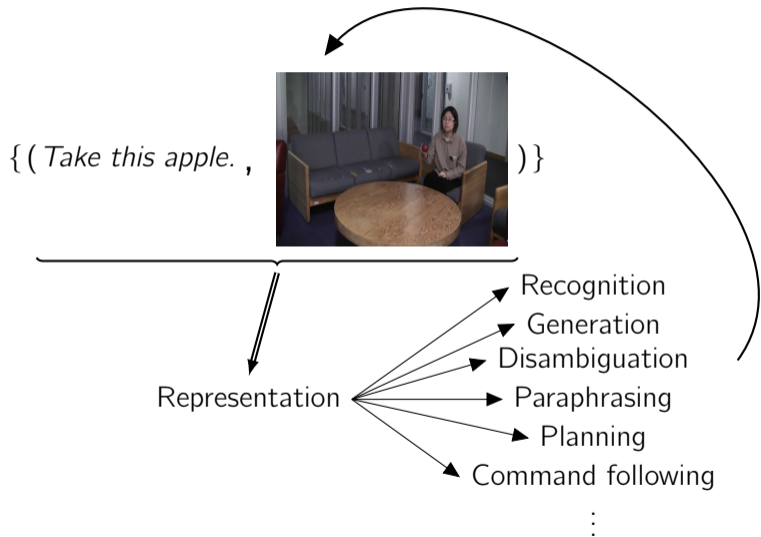 {( Take this apple. , )}
Recognition
Generation
Disambiguation
Representation
Paraphrasing
Planning
Command following
⋮